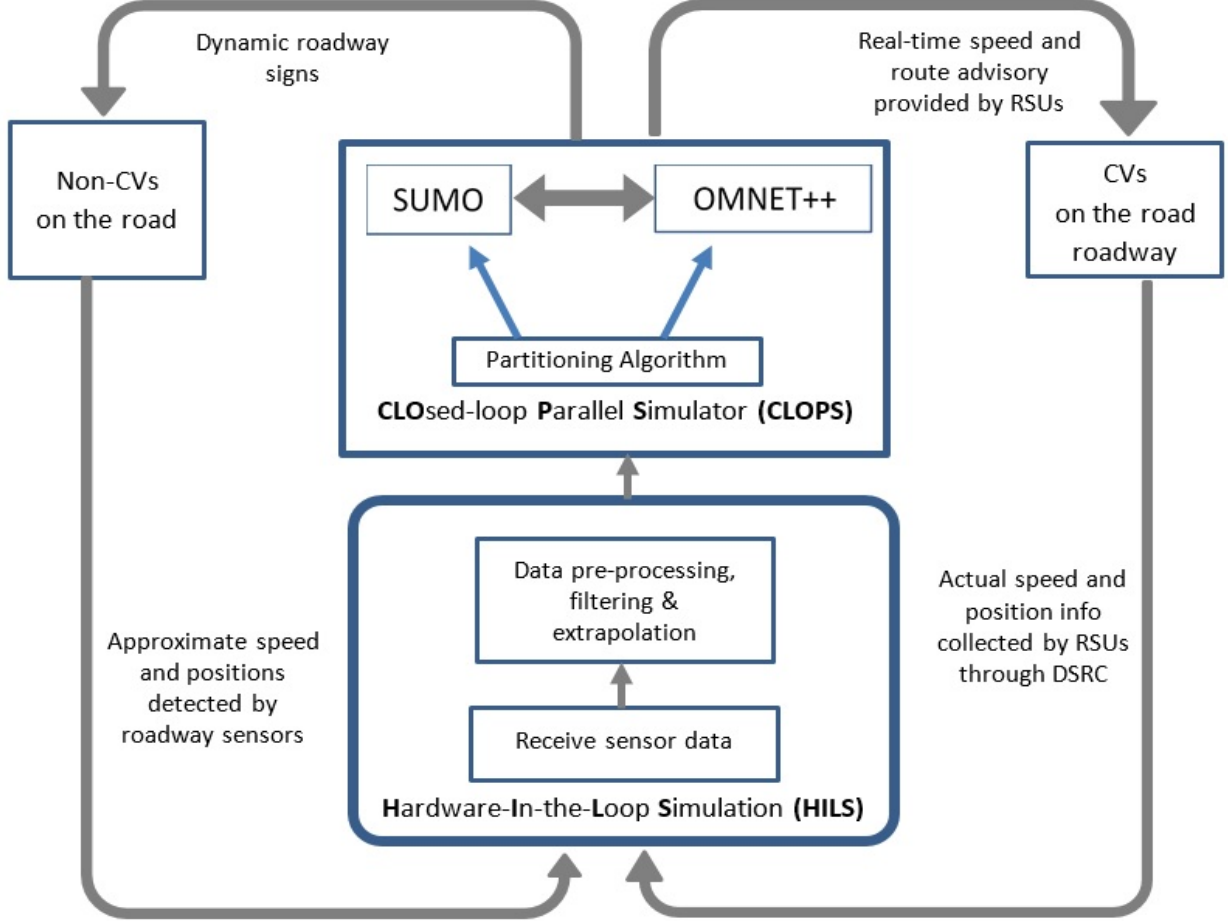 Dynamic roadway
signs
Real-time speed and
route advisory
provided by RSUs
Non-CVs
on the road
SUMO
OMNET++
CVs
on the road
roadway
Partitioning Algorithm
CLOsed-loop Parallel Simulator (CLOPS)
Data pre-processing,
filtering &
extrapolation
Approximate speed
and positions
detected by
roadway sensors
Actual speed and
position info
collected by RSUs
through DSRC
Receive sensor data
Hardware-In-the-Loop Simulation (HILS)